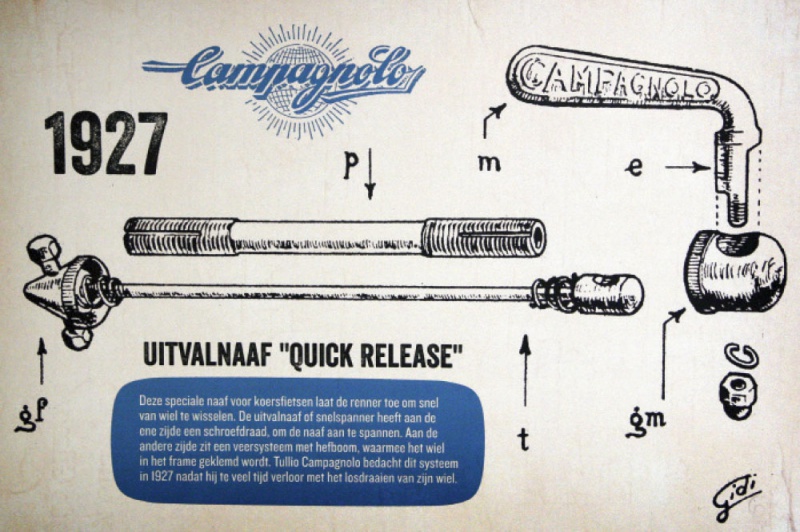 Campagnolo
1927
CAMPAGNOLO
p
m
e
gf
t
gm
C
UITVALNAAF "QUICK RELEASE"
Deze speciale naaf voor koersfietsen laat de renner toe om snel
van wiel te wisselen. De uitvalnaaf of snelspanner heeft aan de
ene zijde een schroefdraad, om de naaf aan te spannen. Aan de
andere zijde zit een veersysteem met hefboom, waarmee het wiel
in het frame geklemd wordt. Tullio Campagnolo bedacht dit systeem
in 1927 nadat hij te veel tijd verloor met het losdraaien van zijn wiel.
Gidi